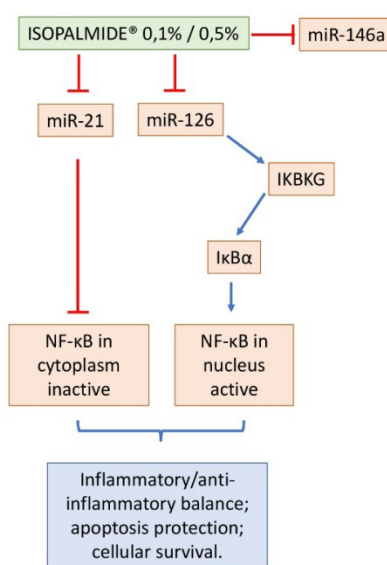 ISOPALMIDE® 0,1% / 0,5%
miR-146a
miR-21
miR-126
IKBKG
IκBα
NF-κB in
cytoplasm
inactive
NF-κB in
nucleus
active
Inflammatory/anti-
inflammatory balance;
apoptosis protection;
cellular survival.